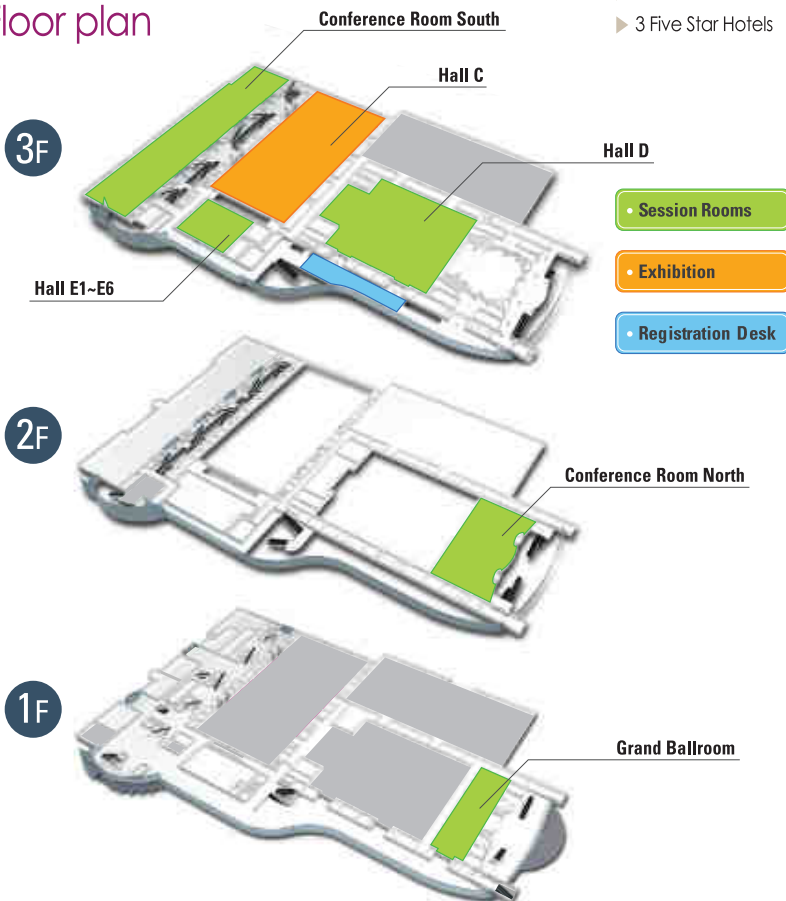 Floor plan
3 Five Star Hotels
Conference Room South
Hall C
3F
Hall D
• Session Rooms
• Exhibition
Hall E1~E6
• Registration Desk
2F
Conference Room North
1F
Grand Ballroom